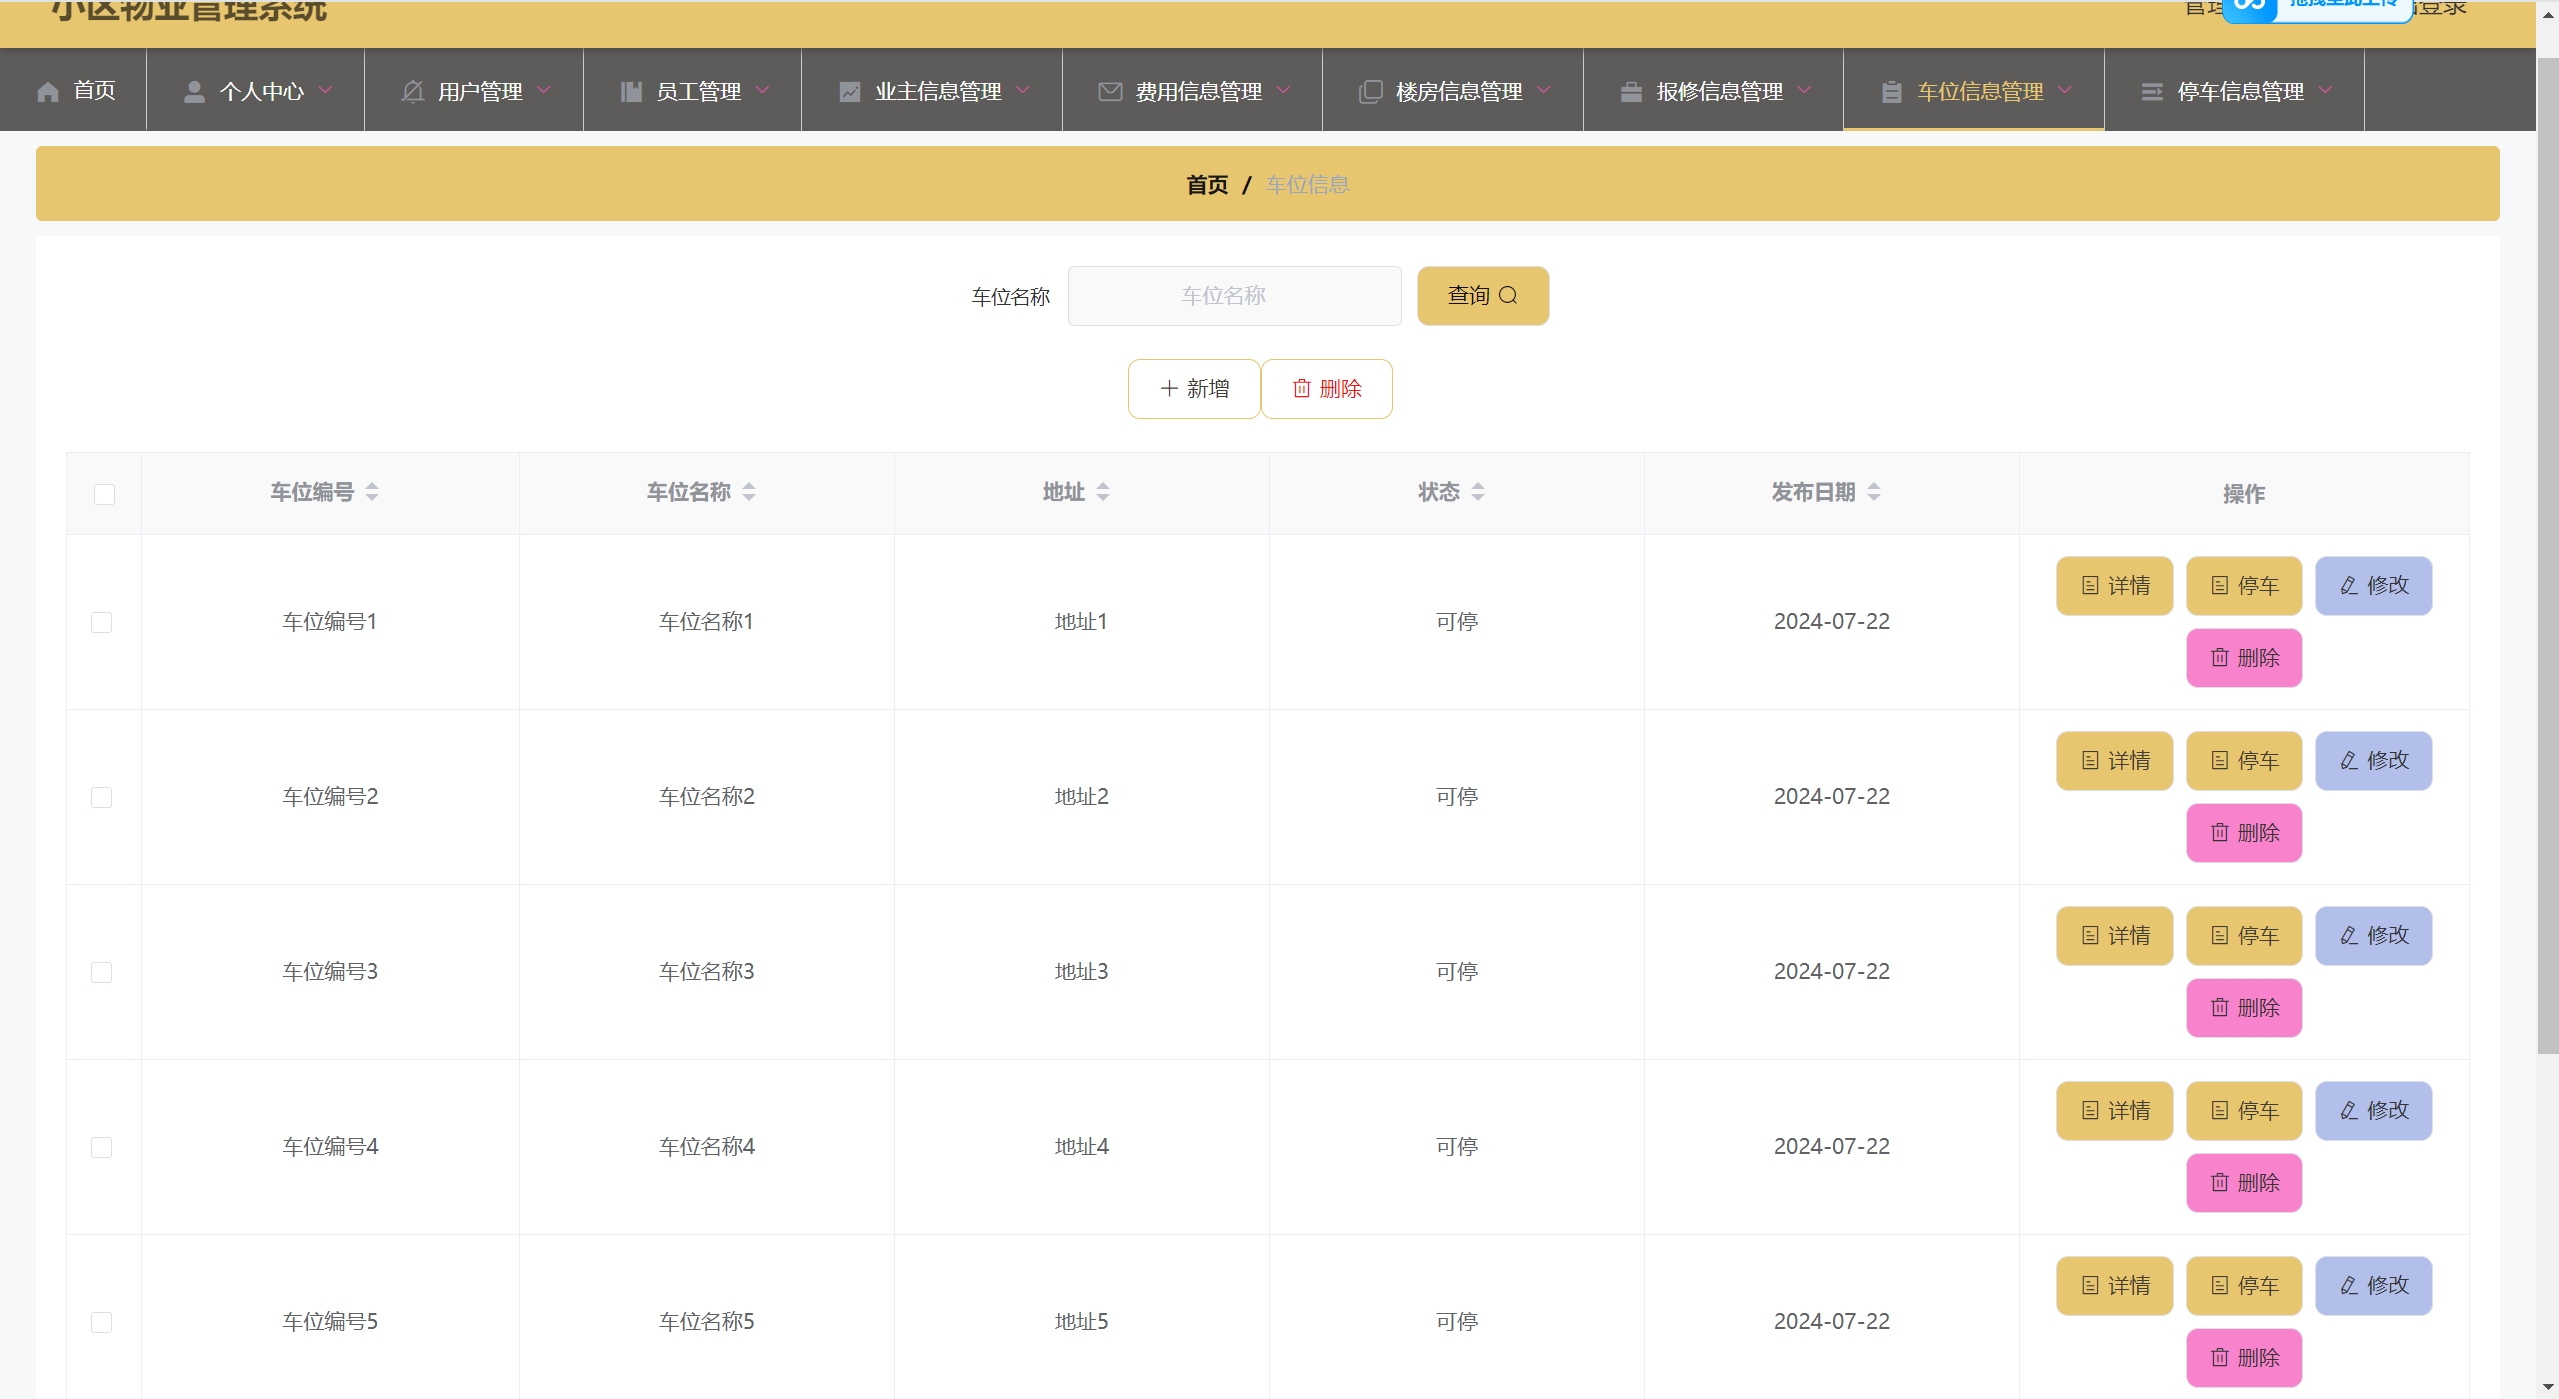 小区物业管理系统
首页 个人中心 用户管理 员工管理 业主信息管理 费用信息管理 楼房信息管理 报修信息管理 车位信息管理 停车信息管理
首页 / 车位信息
车位名称 车位名称 查询
新增 删除
车位编号 车位名称 地址 状态 发布日期 操作
车位编号1 车位名称1 地址1 可停 2024-07-22 详情 停车 修改
删除
车位编号2 车位名称2 地址2 可停 2024-07-22 详情 停车 修改
删除
车位编号3 车位名称3 地址3 可停 2024-07-22 详情 停车 修改
删除
车位编号4 车位名称4 地址4 可停 2024-07-22 详情 停车 修改
删除
车位编号5 车位名称5 地址5 可停 2024-07-22 详情 停车 修改
删除